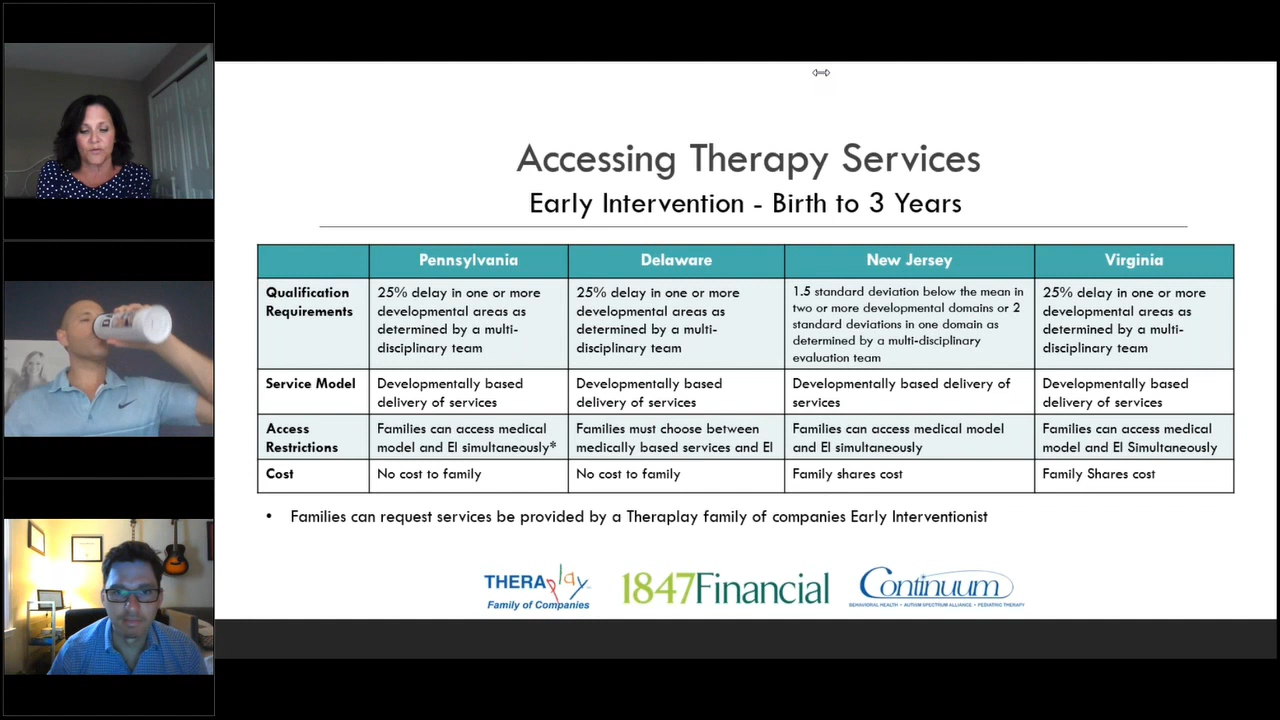 Accessing Therapy Services
Early Intervention - Birth to 3 Years
Pennsylvania
Delaware
New Jersey
Virginia
Qualification
Requirements
25% delay in one or more
developmental areas as
determined by a multi-
disciplinary team
25% delay in one or more
developmental areas as
determined by a multi-
disciplinary team
1.5 standard deviation below the mean in
two or more developmental domains or 2
standard deviations in one domain as
determined by a multi-disciplinary
evaluation team
25% delay in one or more
developmental areas as
determined by a multi-
disciplinary team
Service Model
Developmentally based
delivery of services
Developmentally based
delivery of services
Developmentally based delivery of
services
Developmentally based
delivery of services
Access
Restrictions
Families can access medical
model and EI simultaneously*
Families must choose between
medically based services and EI
Families can access medical model
and EI simultaneously
Families can access medical
model and EI Simultaneously
Cost
No cost to family
No cost to family
Family shares cost
Family Shares cost
• Families can request services be provided by a Theraplay family of companies Early Interventionist
THERAplay
Family of Companies
1847Financial
Continuum
BEHAVIORAL HEALTH • AUTISM SPECTRUM ALLIANCE • PEDIATRIC THERAPY